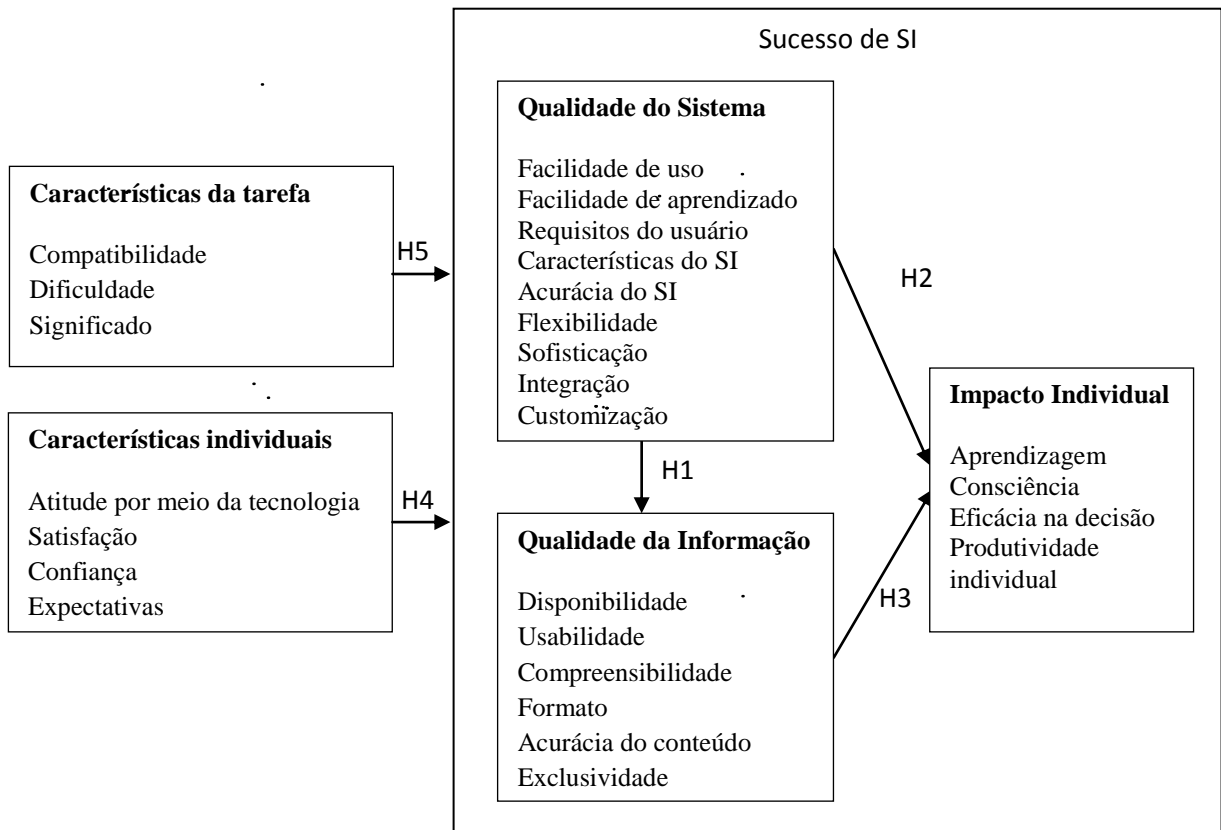 Sucesso de SI
Características da tarefa
Compatibilidade
Dificuldade
Significado
H5
Características individuais
Atitude por meio da tecnologia
Satisfação
Confiança
Expectativas
H4
Qualidade do Sistema
Facilidade de uso
Facilidade de aprendizado
Requisitos do usuário
Características do SI
Acurácia do SI
Flexibilidade
Sofisticação
Integração
Customização
H1
Qualidade da Informação
Disponibilidade
Usabilidade
Compreensibilidade
Formato
Acurácia do conteúdo
Exclusividade
H2
H3
Impacto Individual
Aprendizagem
Consciência
Eficácia na decisão
Produtividade
individual